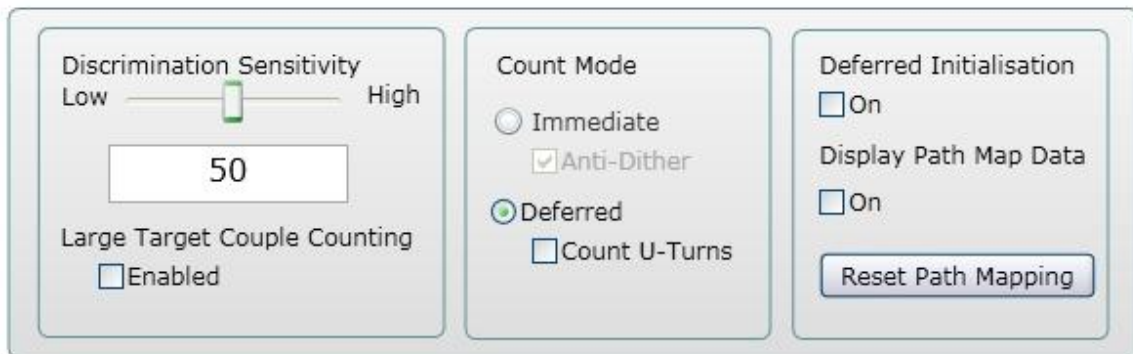 Discrimination Sensitivity
Low High
50
Large Target Couple Counting
Enabled
Count Mode
Immediate
Anti-Dither
Deferred
Count U-Turns
Deferred Initialisation
On
Display Path Map Data
On
Reset Path Mapping